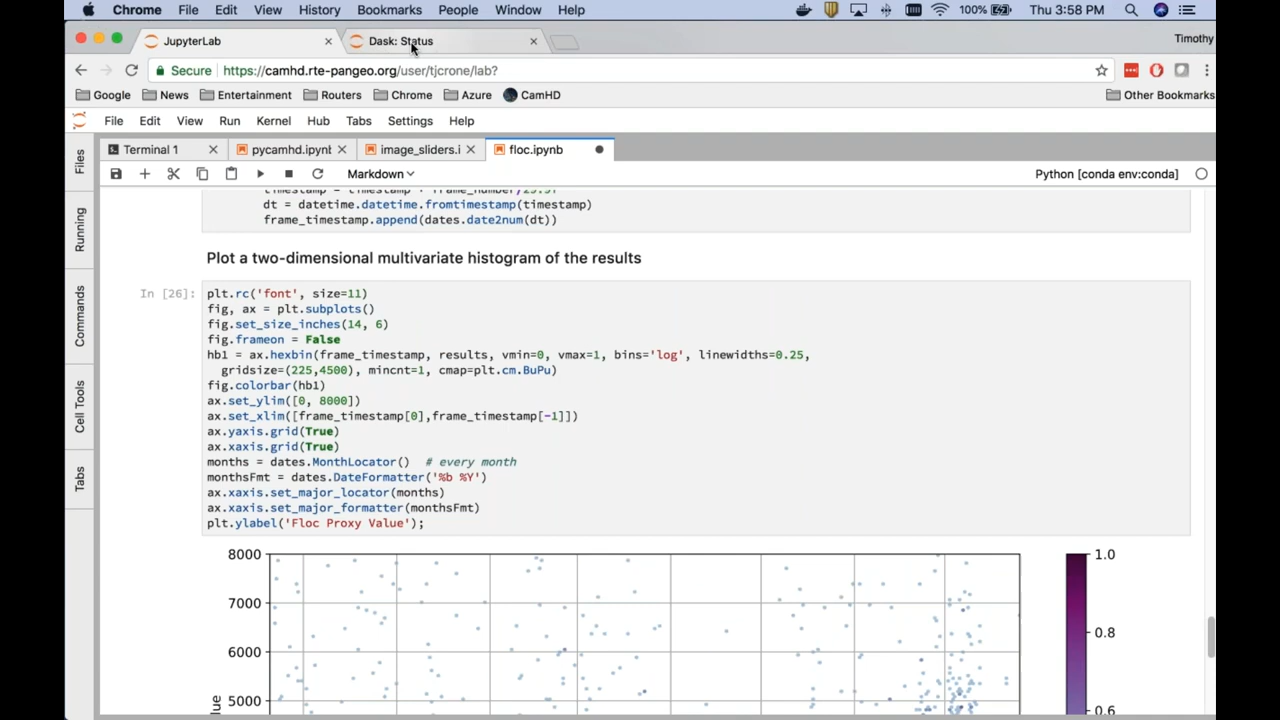 Chrome File Edit View History Bookmarks People Window Help 100% Thu 3:58 PM
JupyterLab Dask: Status Timothy
Secure https://camhd.rte-pangeo.org/user/tjcrone/lab?
Google News Entertainment Routers Chrome Azure CamHD Other Bookmarks
File Edit View Run Kernel Hub Tabs Settings Help
Terminal 1 pycamhd.ipynb image_sliders.i floc.ipynb
Markdown Python [conda env:conda]
Files
Running
Commands
Cell Tools
Tabs
dt = datetime.datetime.fromtimestamp(timestamp)
frame_timestamp.append(dates.date2num(dt))
Plot a two-dimensional multivariate histogram of the results
In [26]:
plt.rc('font', size=11)
fig, ax = plt.subplots()
fig.set_size_inches(14, 6)
fig.frameon = False
hb1 = ax.hexbin(frame_timestamp, results, vmin=0, vmax=1, bins='log', linewidths=0.25,
gridsize=(225,4500), mincnt=1, cmap=plt.cm.BuPu)
fig.colorbar(hb1)
ax.set_ylim([0, 8000])
ax.set_xlim([frame_timestamp[0],frame_timestamp[-1]])
ax.yaxis.grid(True)
ax.xaxis.grid(True)
months = dates.MonthLocator() # every month
monthsFmt = dates.DateFormatter('%b %Y')
ax.xaxis.set_major_locator(months)
ax.xaxis.set_major_formatter(monthsFmt)
plt.ylabel('Floc Proxy Value');
8000
7000
6000
5000
1.0
0.8
0.6